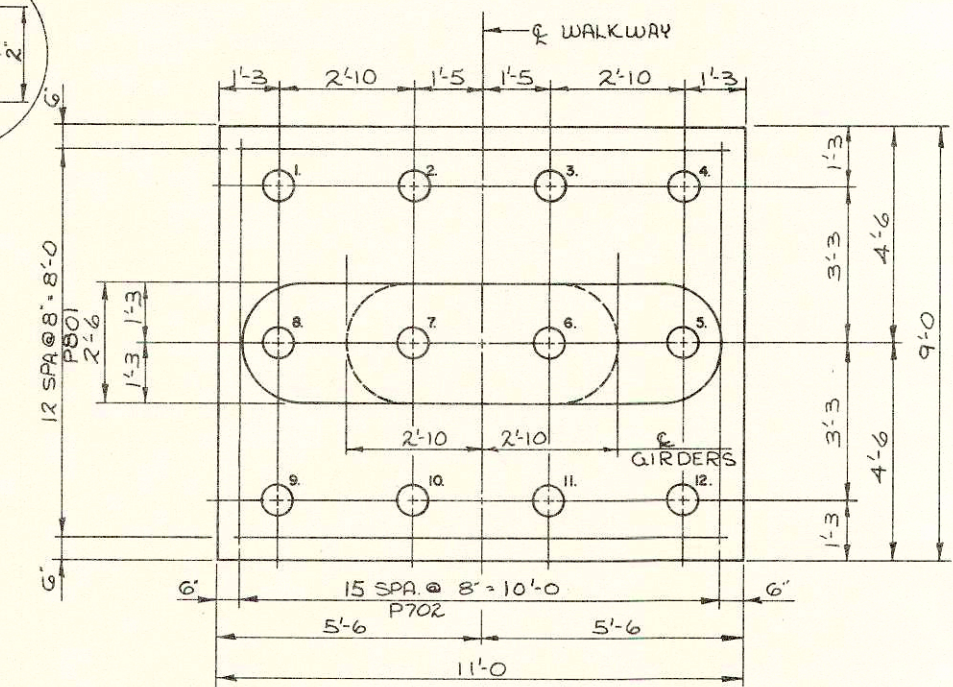 2"
℄ WALKWAY
1'-3 2'-10 1'-5 1'-5 2'-10 1'-3
6"
1. 2. 3. 4.
1'-3
3'-3
4'-6
9'-0
12 SPA @ 8" = 8'-0
P801
2'-6
1'-3
1'-3
8. 7. 6. 5.
2'-10 2'-10
℄
GIRDERS
3'-3
4'-6
1'-3
9. 10. 11. 12.
6"
6" 15 SPA. @ 8" = 10'-0 6"
P702
5'-6 5'-6
11'-0